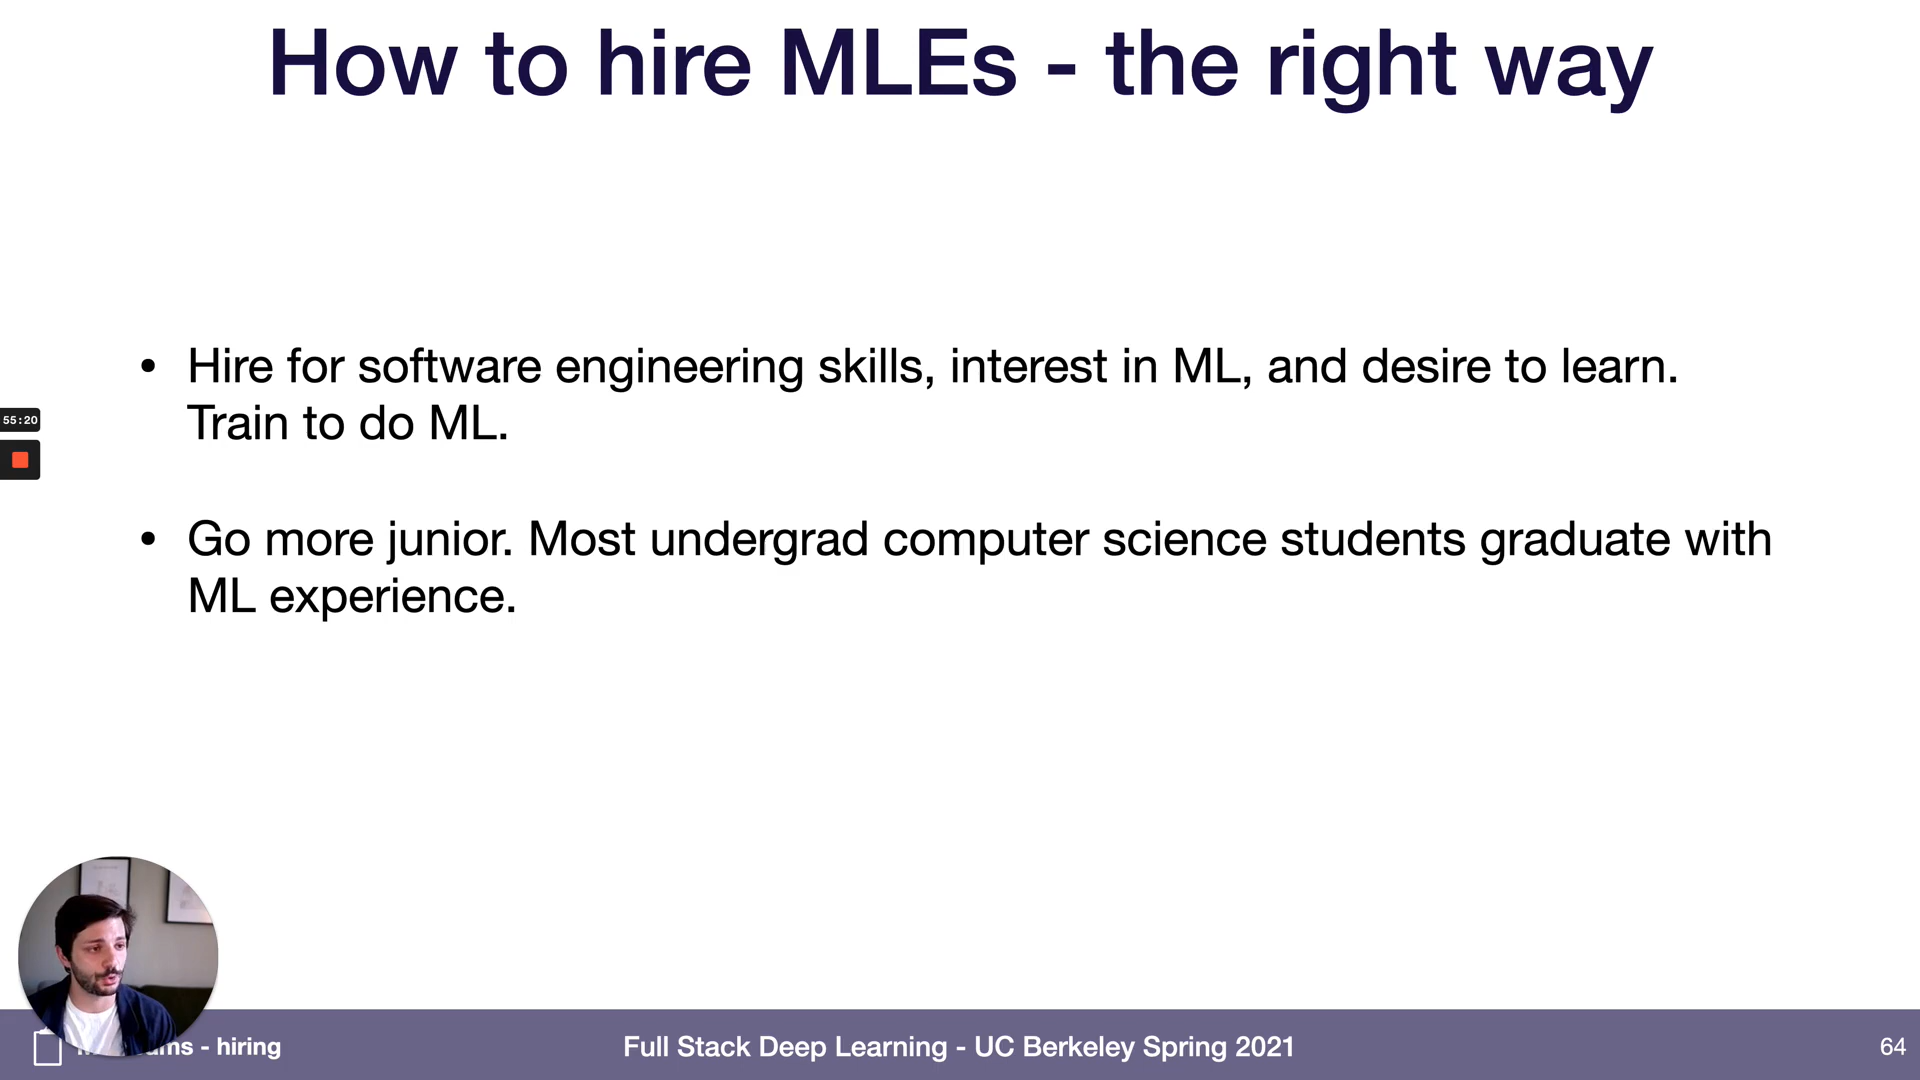 How to hire MLEs - the right way
• Hire for software engineering skills, interest in ML, and desire to learn.
Train to do ML.
• Go more junior. Most undergrad computer science students graduate with
ML experience.
55:20
- hiring
Full Stack Deep Learning - UC Berkeley Spring 2021
64